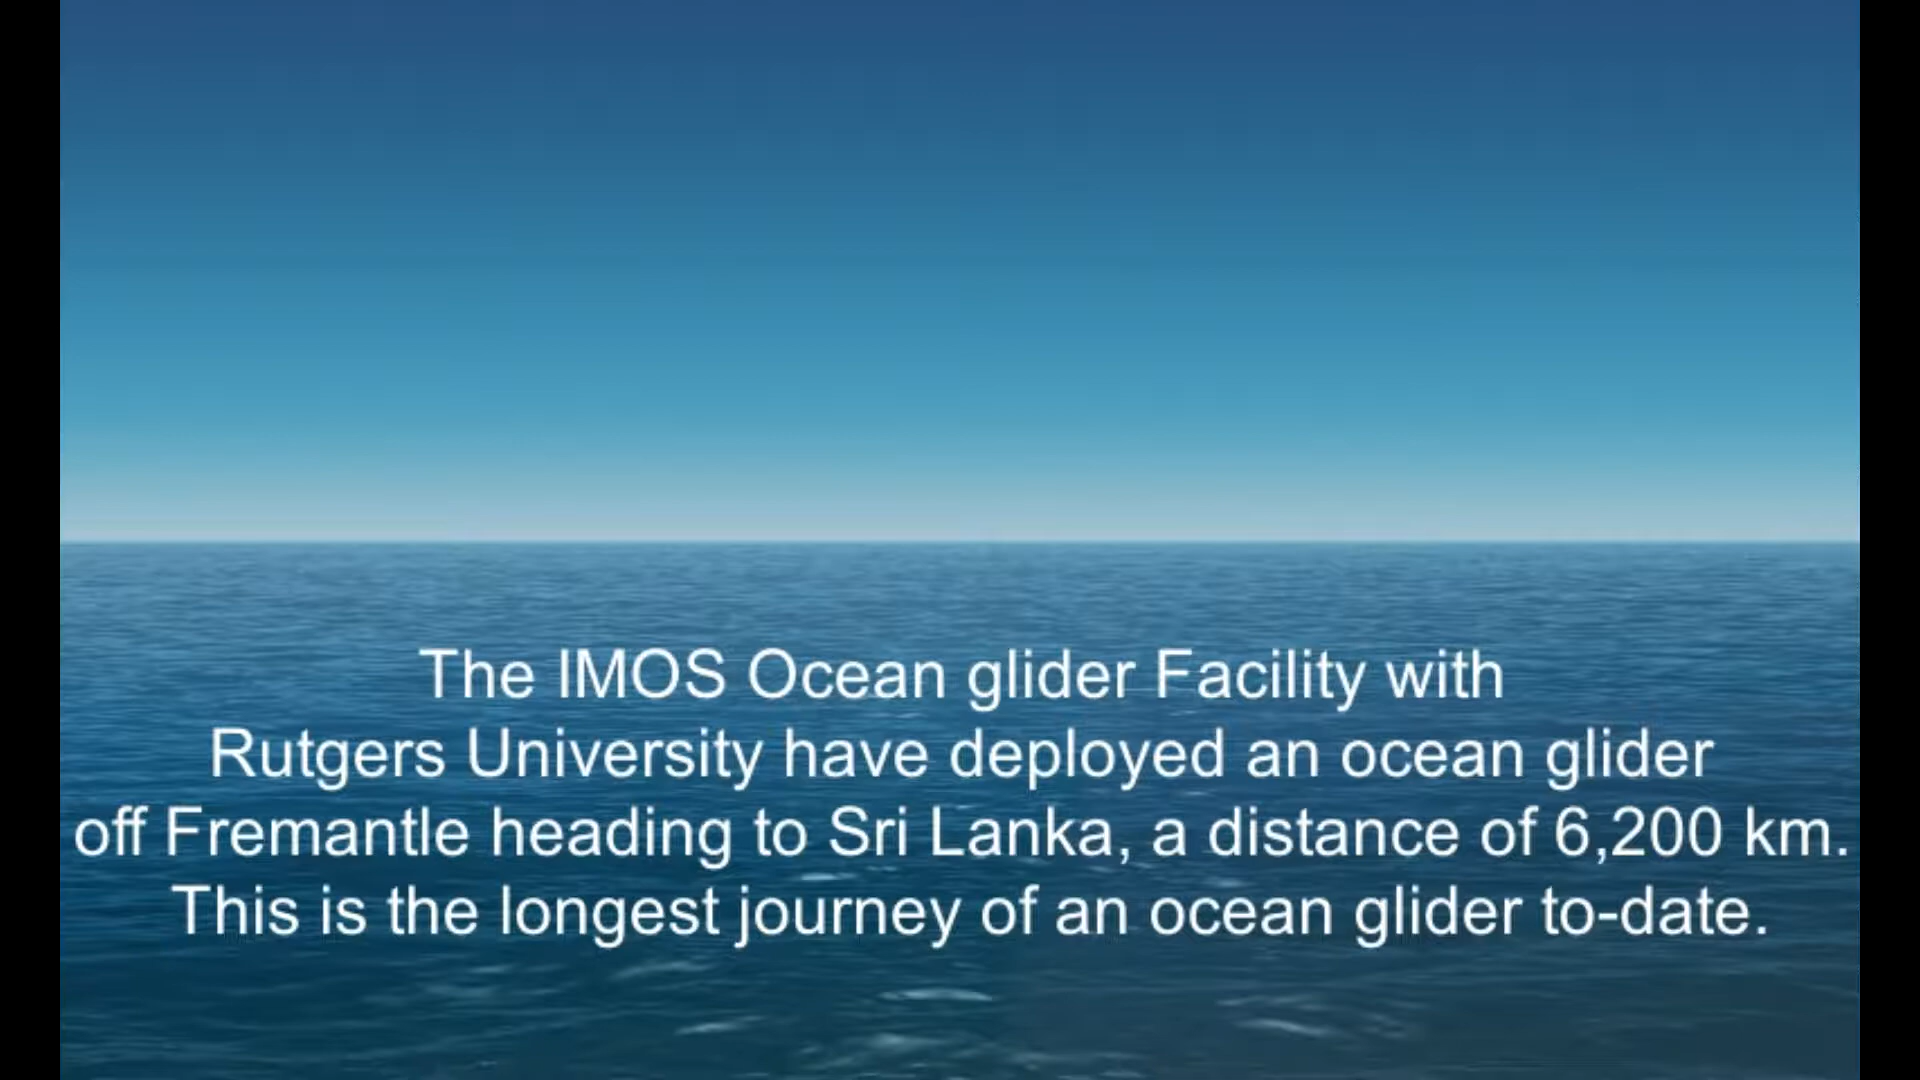 The IMOS Ocean glider Facility with
Rutgers University have deployed an ocean glider
off Fremantle heading to Sri Lanka, a distance of 6,200 km.
This is the longest journey of an ocean glider to-date.